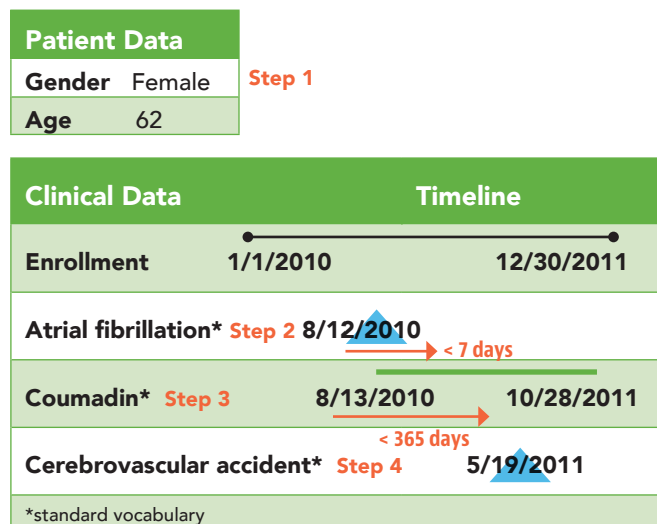 Patient Data
Gender Female Step 1
Age 62
Clinical Data Timeline
Enrollment 1/1/2010 12/30/2011
Atrial fibrillation* Step 2 8/12/2010
< 7 days
Coumadin* Step 3 8/13/2010 10/28/2011
< 365 days
Cerebrovascular accident* Step 4 5/19/2011
*standard vocabulary